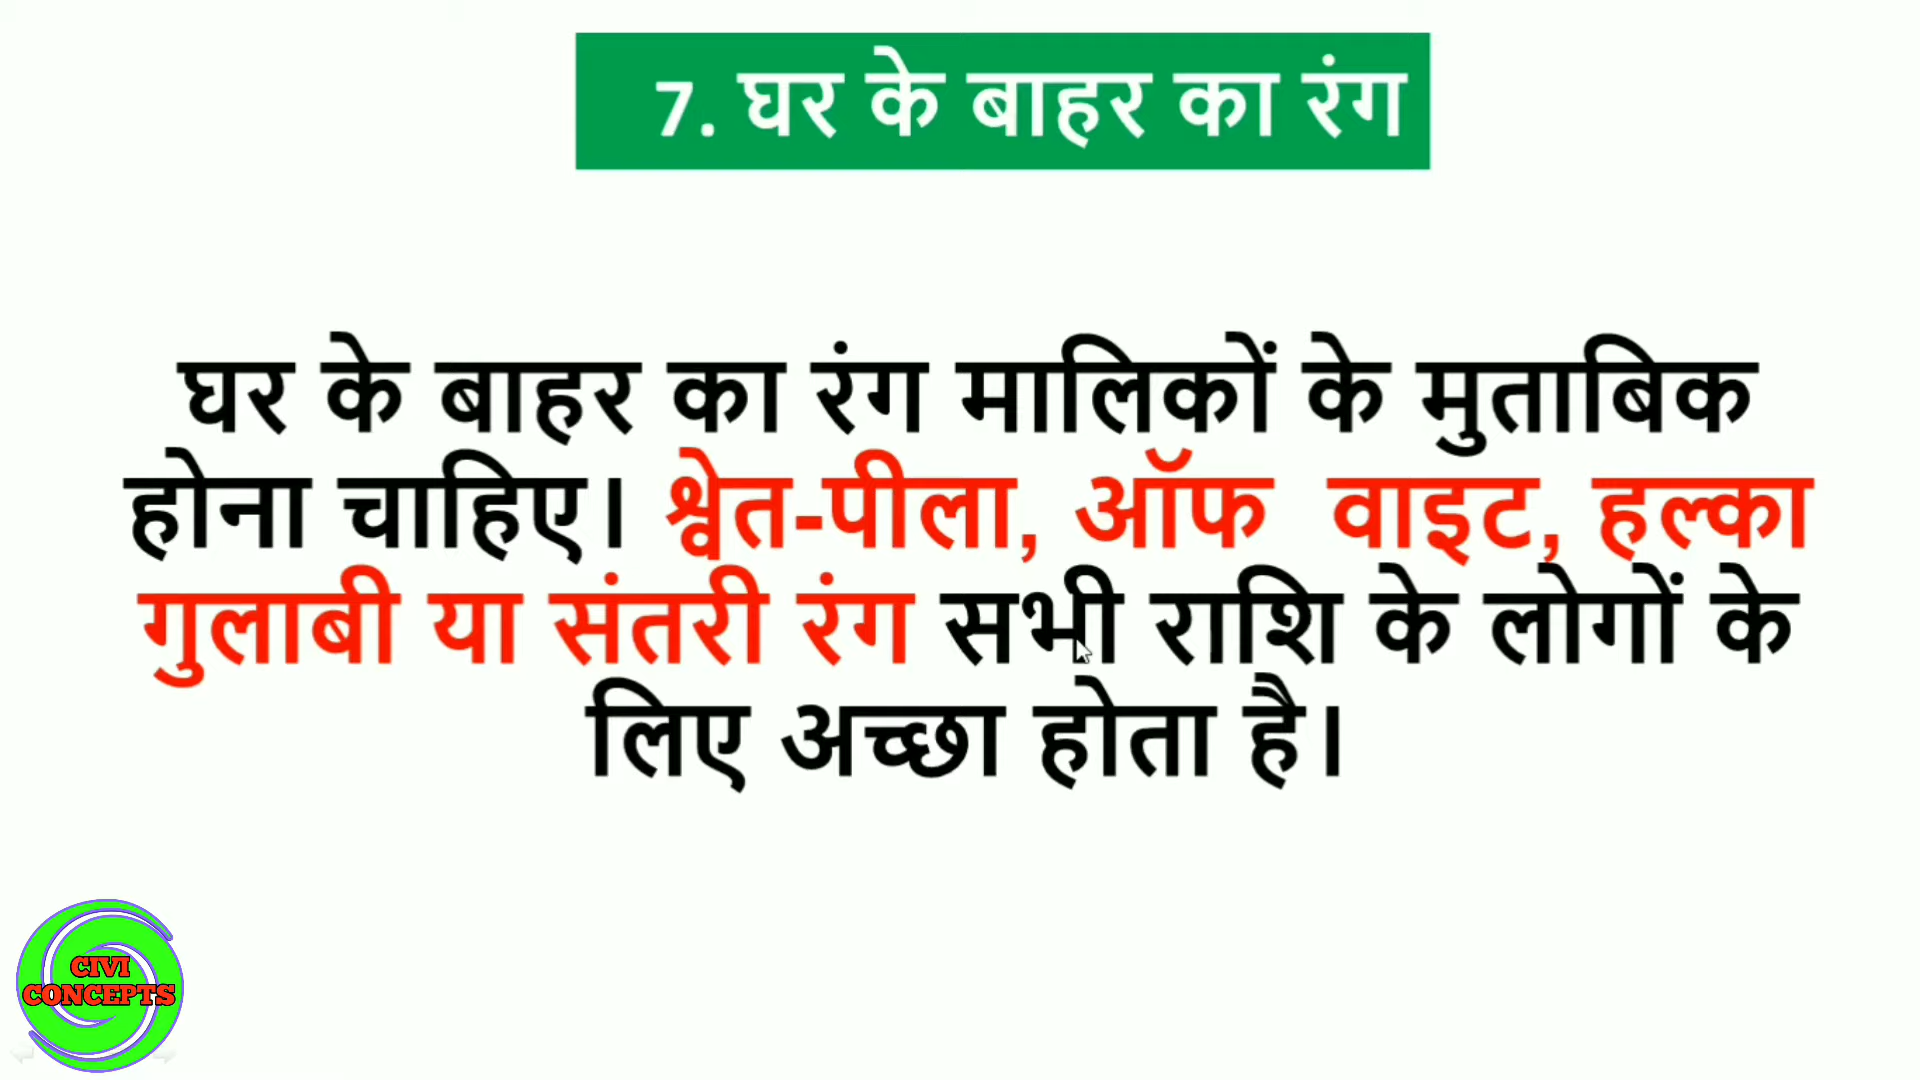 7. घर के बाहर का रंग
घर के बाहर का रंग मालिकों के मुताबिक
होना चाहिए। श्वेत-पीला, ऑफ वाइट, हल्का
गुलाबी या संतरी रंग सभी राशि के लोगों के
लिए अच्छा होता है।
CIVI
CONCEPTS